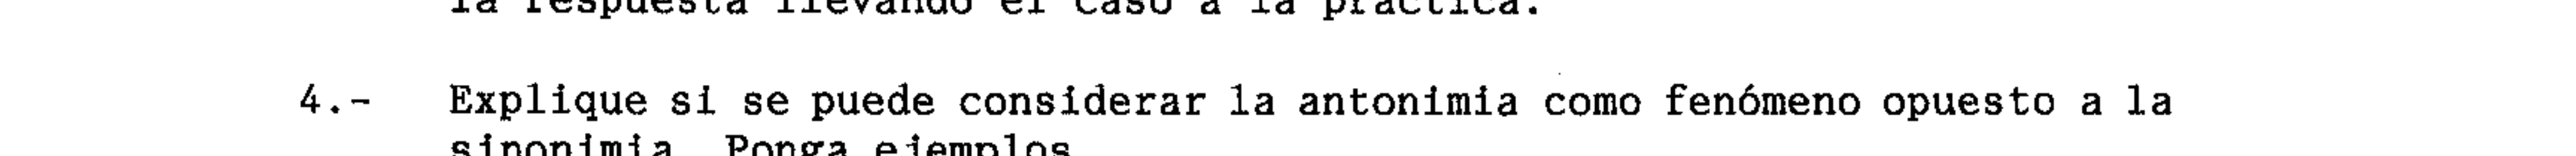 la respuesta llevando el caso a la práctica.
4.- Explique si se puede considerar la antonimia como fenómeno opuesto a la
sinonimia. Ponga ejemplos.